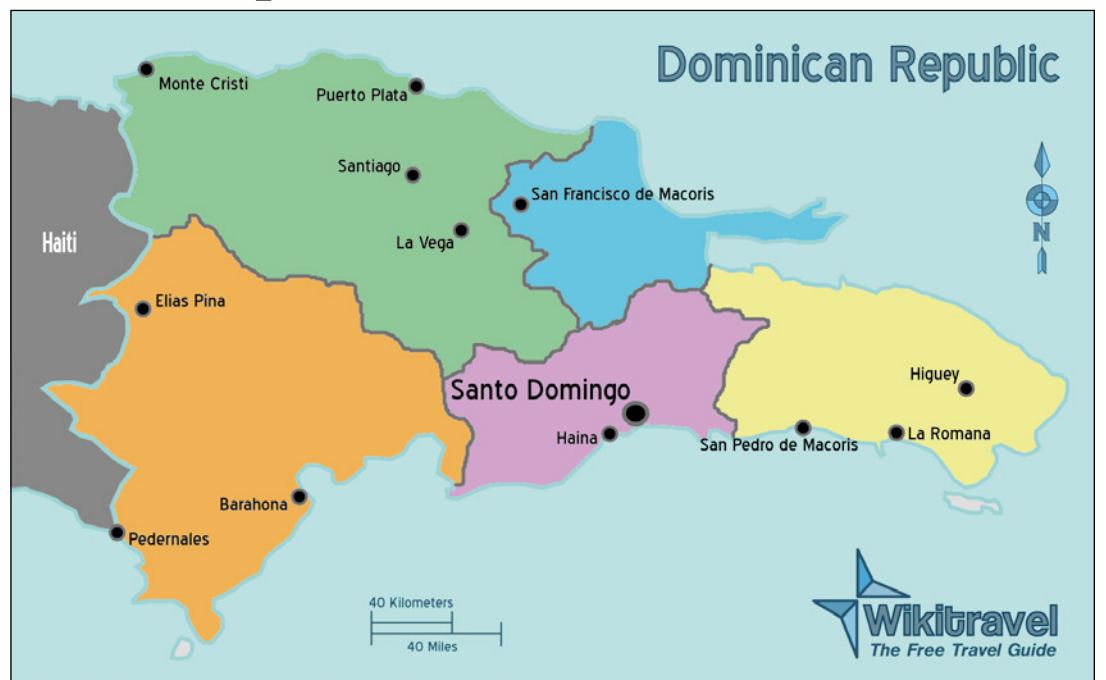 Dominican Republic
Monte Cristi
Puerto Plata
Santiago
San Francisco de Macoris
N
Haiti
La Vega
Elias Pina
Higuey
Santo Domingo
Haina
La Romana
San Pedro de Macoris
Barahona
Pedernales
40 Kilometers
40 Miles
Wikitravel
The Free Travel Guide